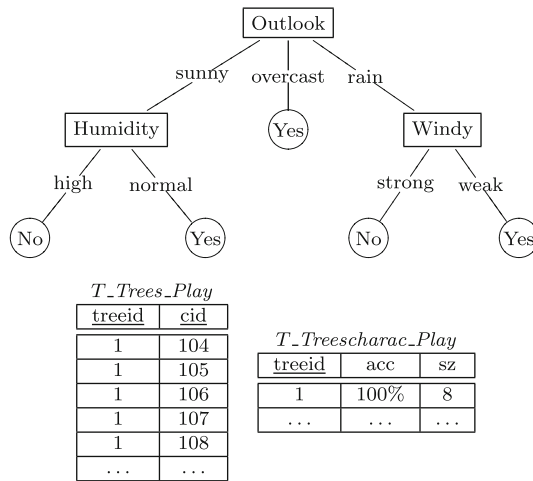 Outlook
sunny overcast rain
Humidity Yes Windy
high normal strong weak
No Yes No Yes
T_Trees_Play
treeid cid
1 104
1 105
1 106
1 107
1 108
... ...
T_Treescharac_Play
treeid acc sz
1 100% 8
... ... ...